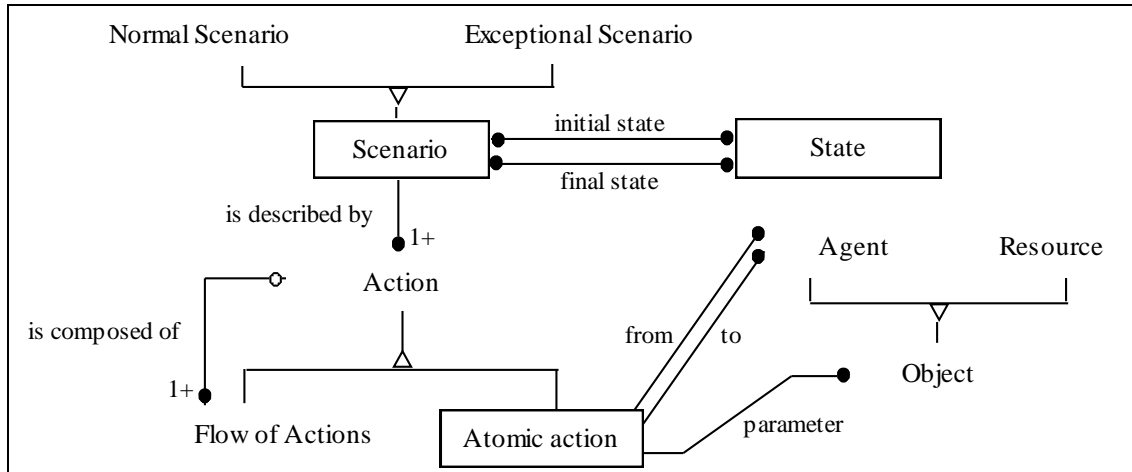 Normal Scenario
Exceptional Scenario
Scenario
initial state
final state
State
is described by
1+
Action
Agent
Resource
is composed of
1+
from
to
Object
Flow of Actions
Atomic action
parameter